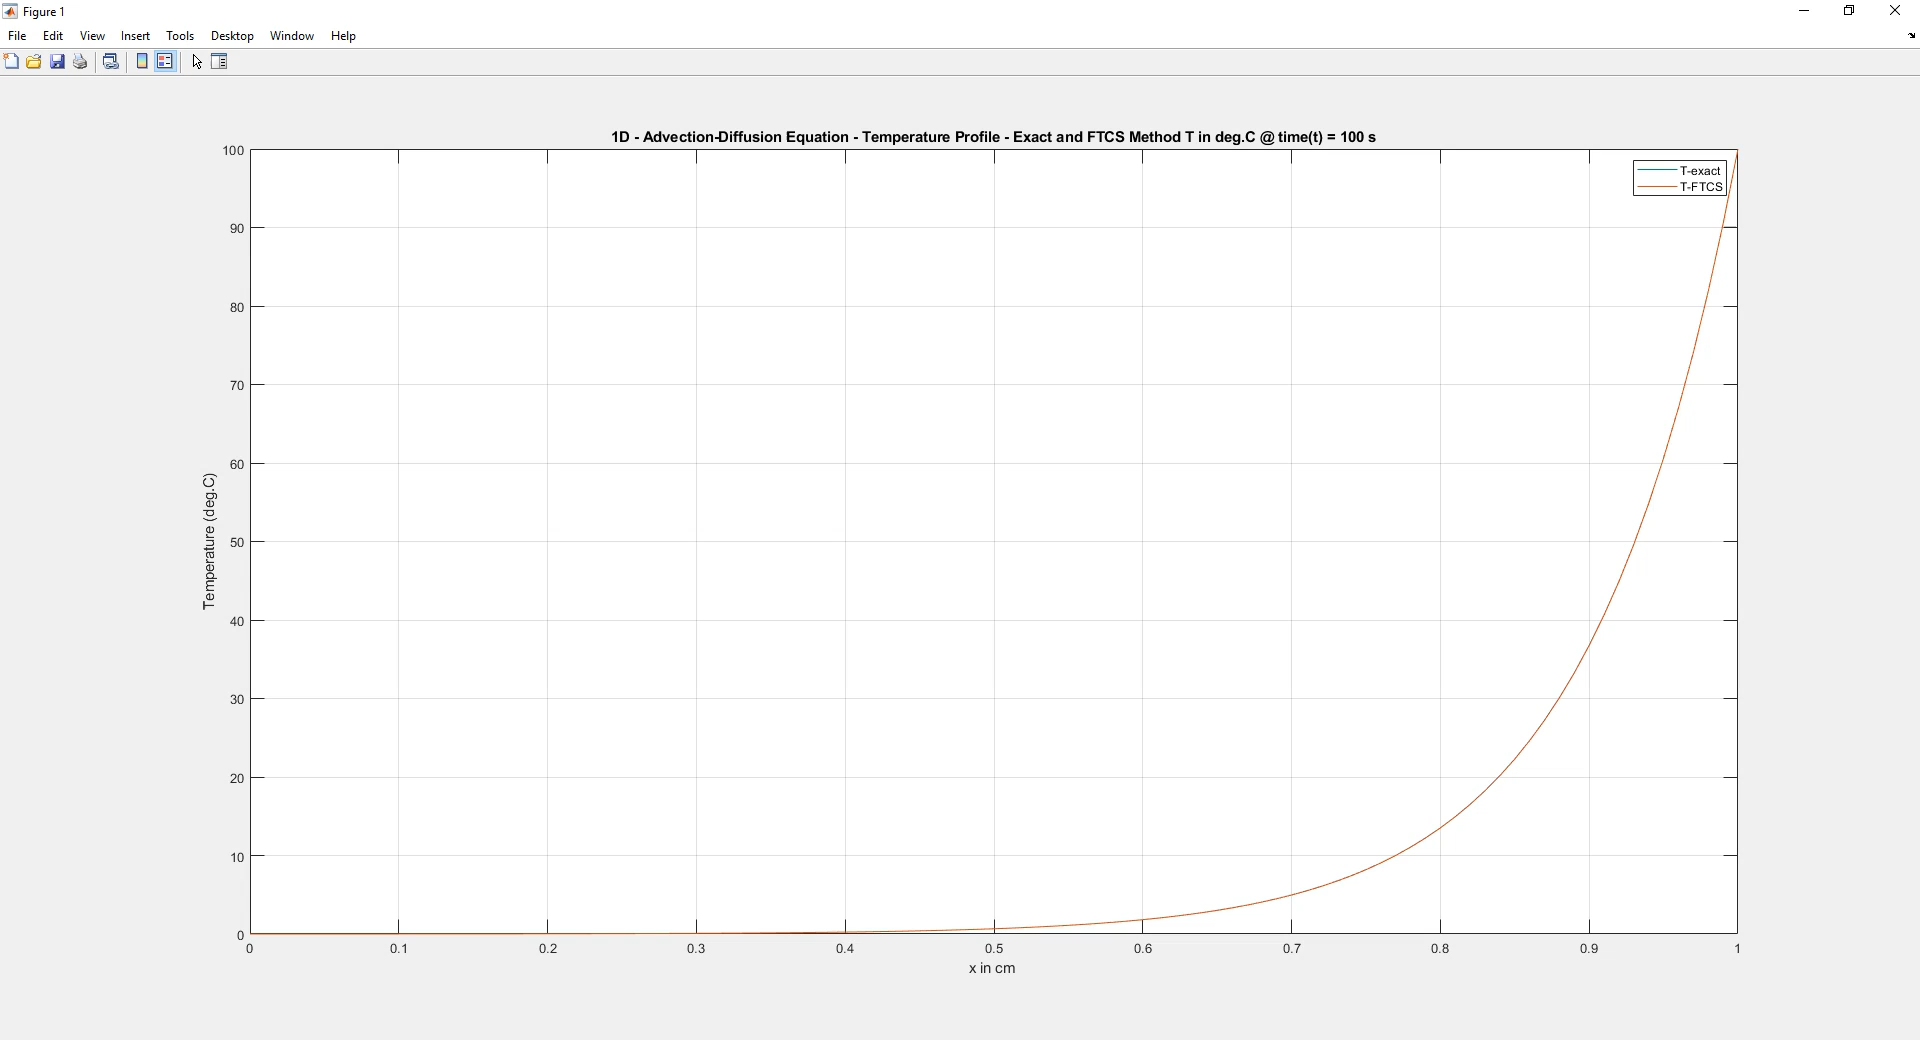 Figure 1
File Edit View Insert Tools Desktop Window Help
1D - Advection-Diffusion Equation - Temperature Profile - Exact and FTCS Method T in deg.C @ time(t) = 100 s
T-exact
T-FTCS
Temperature (deg.C)
100
90
80
70
60
50
40
30
20
10
0
0 0.1 0.2 0.3 0.4 0.5 0.6 0.7 0.8 0.9 1
x in cm